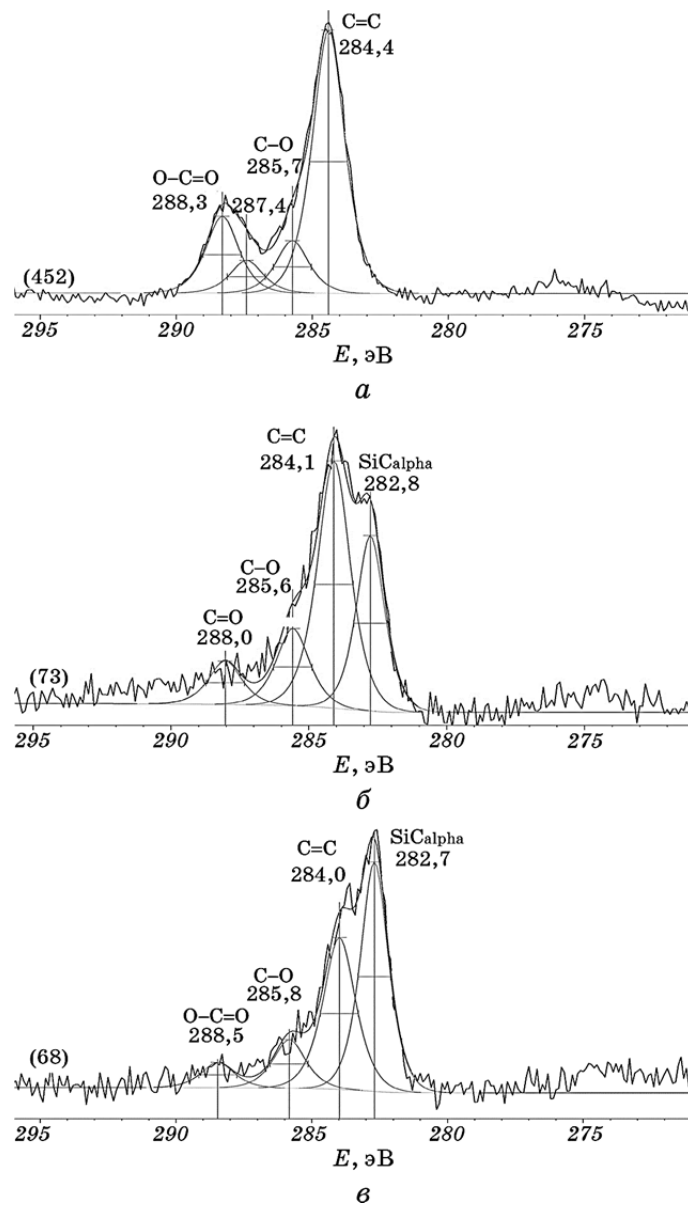 C=C
284,4
C–O
285,7
O–C=O
288,3
287,4
(452)
295 290 285 280 275
E, эВ
а
C=C
284,1
SiCalpha
282,8
C–O
285,6
C=O
288,0
(73)
295 290 285 280 275
E, эВ
б
SiCalpha
282,7
C=C
284,0
C–O
285,8
O–C=O
288,5
(68)
295 290 285 280 275
E, эВ
в